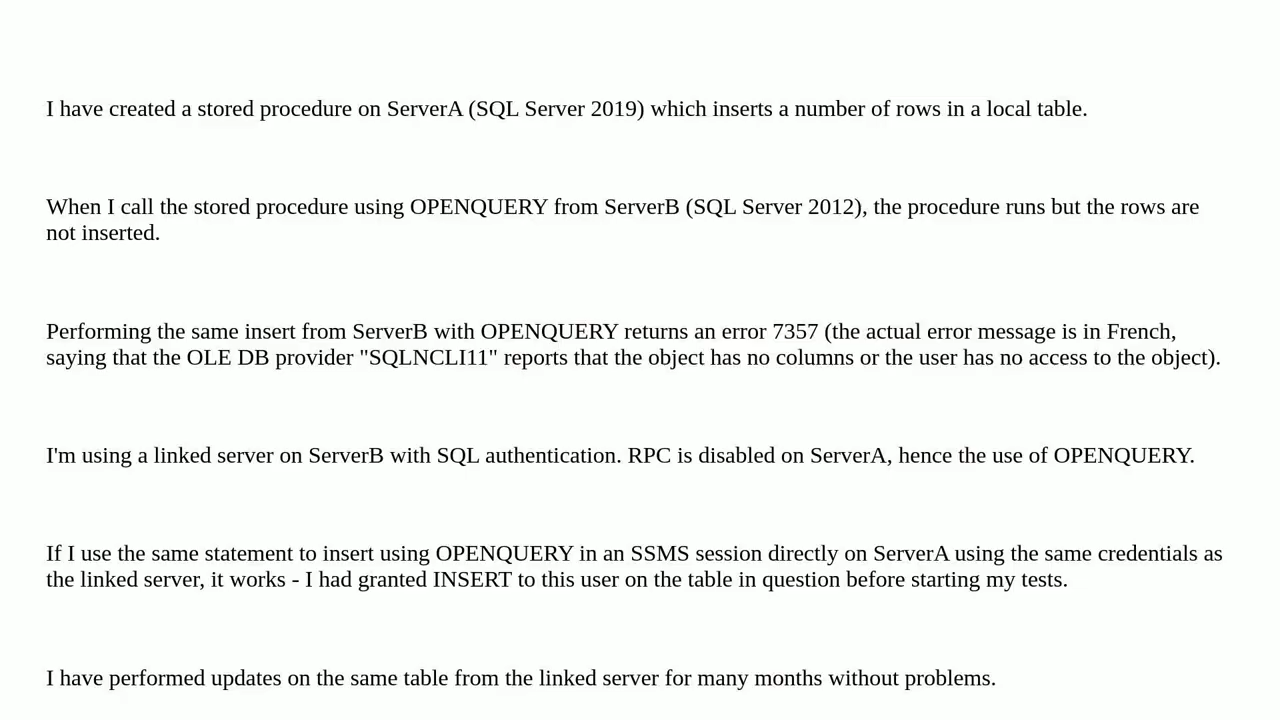 I have created a stored procedure on ServerA (SQL Server 2019) which inserts a number of rows in a local table.
When I call the stored procedure using OPENQUERY from ServerB (SQL Server 2012), the procedure runs but the rows are
not inserted.
Performing the same insert from ServerB with OPENQUERY returns an error 7357 (the actual error message is in French,
saying that the OLE DB provider "SQLNCLI11" reports that the object has no columns or the user has no access to the object).
I'm using a linked server on ServerB with SQL authentication. RPC is disabled on ServerA, hence the use of OPENQUERY.
If I use the same statement to insert using OPENQUERY in an SSMS session directly on ServerA using the same credentials as
the linked server, it works - I had granted INSERT to this user on the table in question before starting my tests.
I have performed updates on the same table from the linked server for many months without problems.